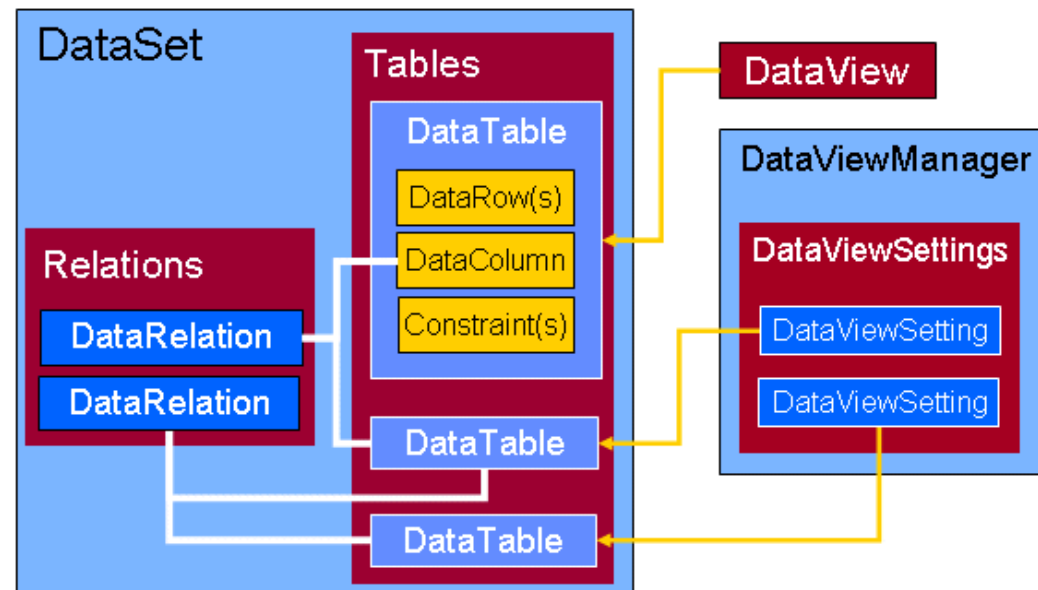 DataSet
Tables
DataTable
DataRow(s)
DataColumn
Constraint(s)
Relations
DataRelation
DataRelation
DataTable
DataTable
DataView
DataViewManager
DataViewSettings
DataViewSetting
DataViewSetting